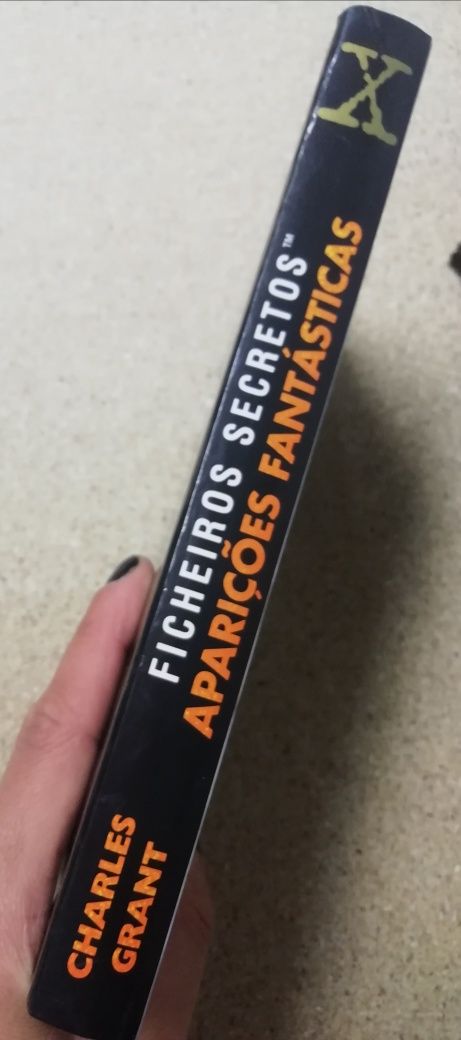 X
FICHEIROS SECRETOS™
APARIÇÕES FANTÁSTICAS
CHARLES
GRANT